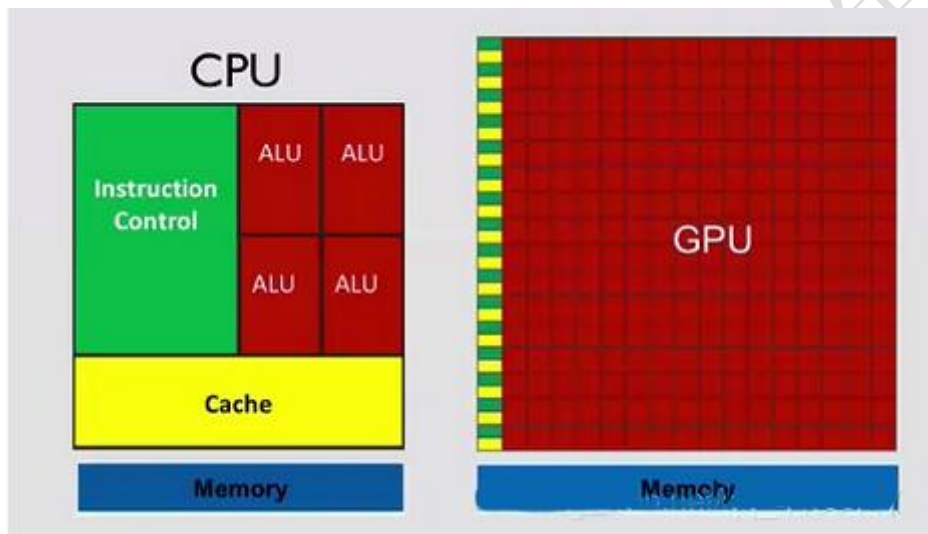 CPU
ALU ALU
Instruction
Control
ALU ALU
Cache
Memory
GPU
Memory